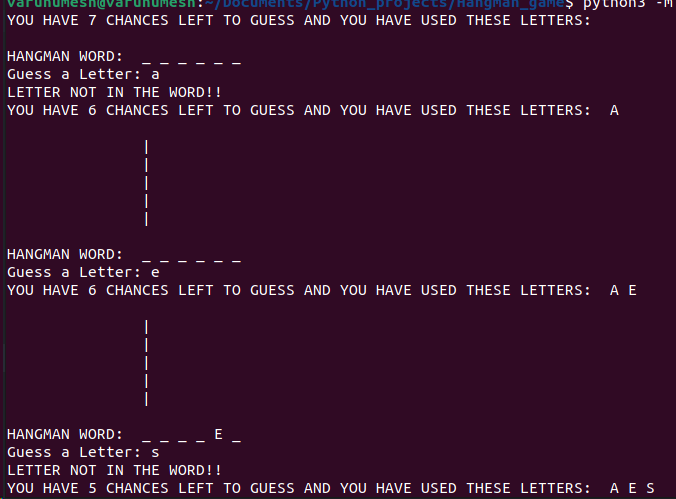 varunumesh@varunumesh:~/Documents/Python_projects/Hangman_game$ python3 -M
YOU HAVE 7 CHANCES LEFT TO GUESS AND YOU HAVE USED THESE LETTERS:
HANGMAN WORD:  _ _ _ _ _ _
Guess a Letter: a
LETTER NOT IN THE WORD!!
YOU HAVE 6 CHANCES LEFT TO GUESS AND YOU HAVE USED THESE LETTERS:  A
|
|
|
|
|
HANGMAN WORD:  _ _ _ _ _ _
Guess a Letter: e
YOU HAVE 6 CHANCES LEFT TO GUESS AND YOU HAVE USED THESE LETTERS:  A E
|
|
|
|
|
HANGMAN WORD:  _ _ _ _ E _
Guess a Letter: s
LETTER NOT IN THE WORD!!
YOU HAVE 5 CHANCES LEFT TO GUESS AND YOU HAVE USED THESE LETTERS:  A E S